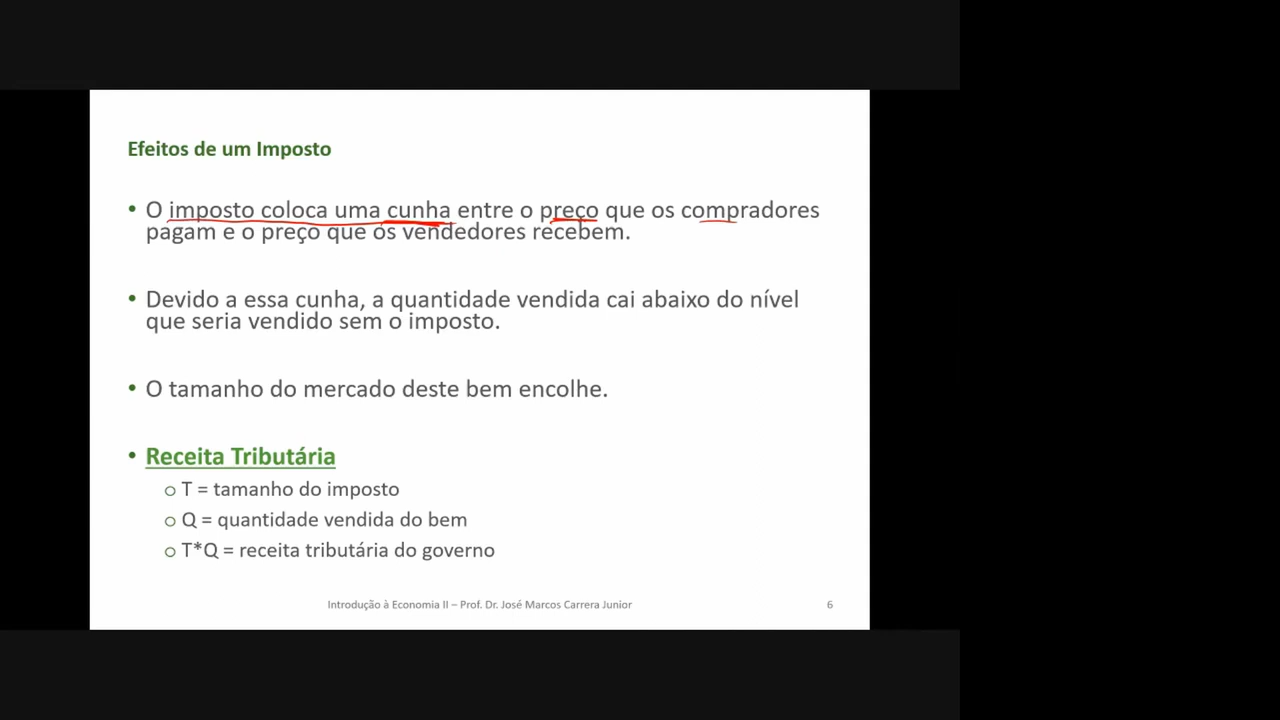 Efeitos de um Imposto
• O imposto coloca uma cunha entre o preço que os compradores
pagam e o preço que os vendedores recebem.
• Devido a essa cunha, a quantidade vendida cai abaixo do nível
que seria vendido sem o imposto.
• O tamanho do mercado deste bem encolhe.
• Receita Tributária
o T = tamanho do imposto
o Q = quantidade vendida do bem
o T*Q = receita tributária do governo
Introdução à Economia II – Prof. Dr. José Marcos Carrera Junior 6